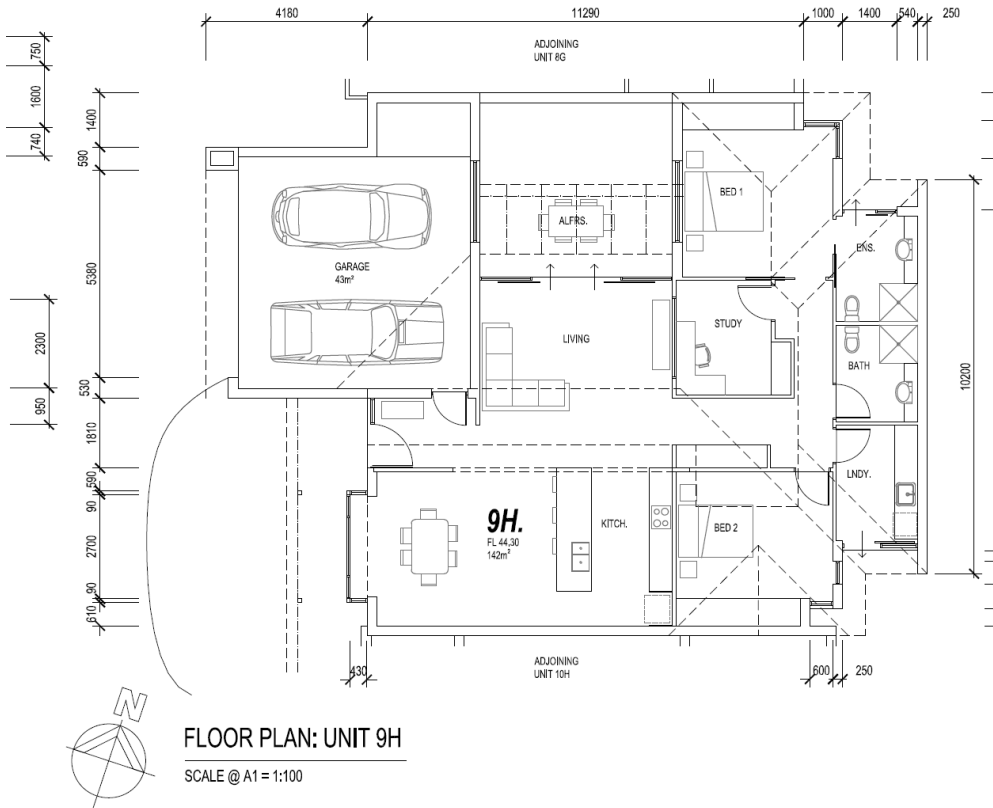 4180 11290 1000 1400 540 250
ADJOINING
UNIT 8G
750
1600
740
2300
950
1400
590
5380
530
1810
590
90
2700
90
610
BED 1
ALFRS.
ENS.
GARAGE
43m²
STUDY
LIVING
BATH
10200
LNDY.
9H.
FL 44,30
142m²
KITCH.
BED 2
ADJOINING
UNIT 10H
430 600 250
N
FLOOR PLAN: UNIT 9H
SCALE @ A1 = 1:100